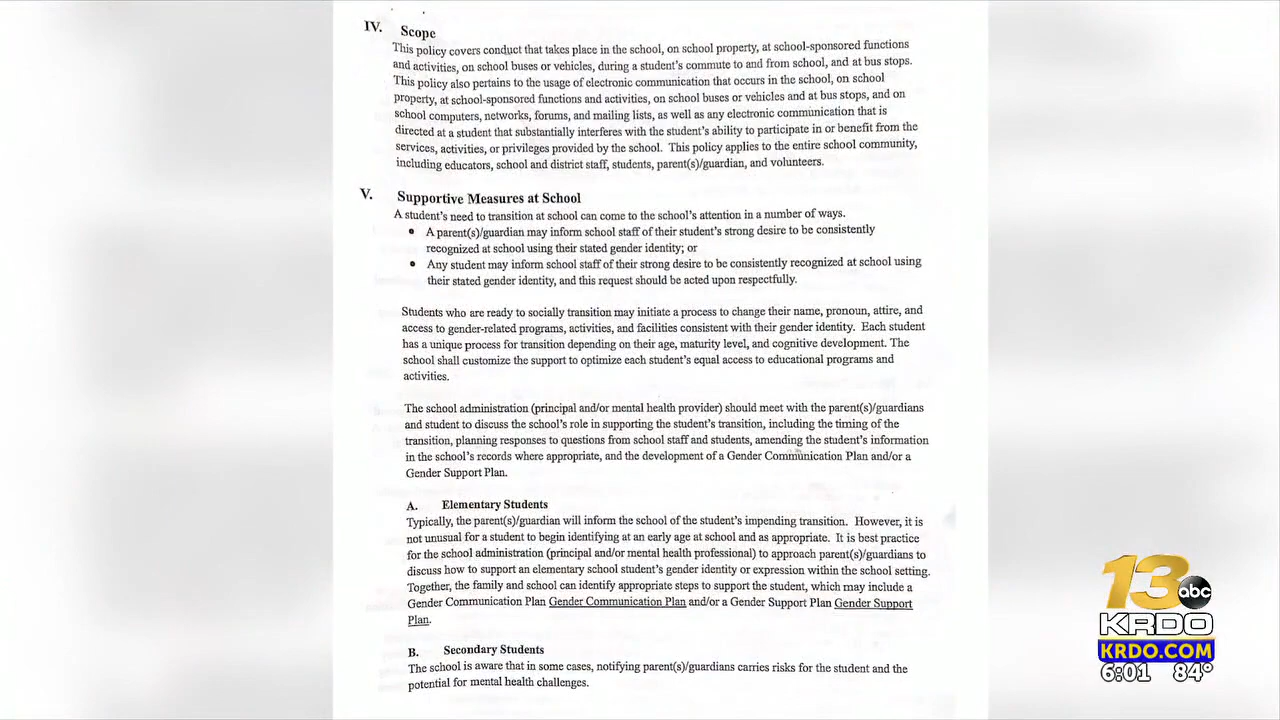 IV. Scope
This policy covers conduct that takes place in the school, on school property, at school-sponsored functions
and activities, on school buses or vehicles, during a student's commute to and from school, and at bus stops.
This policy also pertains to the usage of electronic communication that occurs in the school, on school
property, at school-sponsored functions and activities, on school buses or vehicles and at bus stops, and on
school computers, networks, forums, and mailing lists, as well as any electronic communication that is
directed at a student that substantially interferes with the student's ability to participate in or benefit from the
services, activities, or privileges provided by the school. This policy applies to the entire school community,
including educators, school and district staff, students, parent(s)/guardian, and volunteers.
V. Supportive Measures at School
A student's need to transition at school can come to the school's attention in a number of ways.
• A parent(s)/guardian may inform school staff of their student's strong desire to be consistently
recognized at school using their stated gender identity; or
• Any student may inform school staff of their strong desire to be consistently recognized at school using
their stated gender identity, and this request should be acted upon respectfully.
Students who are ready to socially transition may initiate a process to change their name, pronoun, attire, and
access to gender-related programs, activities, and facilities consistent with their gender identity. Each student
has a unique process for transition depending on their age, maturity level, and cognitive development. The
school shall customize the support to optimize each student's equal access to educational programs and
activities.
The school administration (principal and/or mental health provider) should meet with the parent(s)/guardians
and student to discuss the school's role in supporting the student's transition, including the timing of the
transition, planning responses to questions from school staff and students, amending the student's information
in the school's records where appropriate, and the development of a Gender Communication Plan and/or a
Gender Support Plan.
A. Elementary Students
Typically, the parent(s)/guardian will inform the school of the student's impending transition. However, it is
not unusual for a student to begin identifying at an early age at school and as appropriate. It is best practice
for the school administration (principal and/or mental health professional) to approach parent(s)/guardians to
discuss how to support an elementary school student's gender identity or expression within the school setting.
Together, the family and school can identify appropriate steps to support the student, which may include a
Gender Communication Plan Gender Communication Plan and/or a Gender Support Plan Gender Support
Plan.
B. Secondary Students
The school is aware that in some cases, notifying parent(s)/guardians carries risks for the student and the
potential for mental health challenges.
13 abc
KRDO
KRDO.COM
6:01 84°